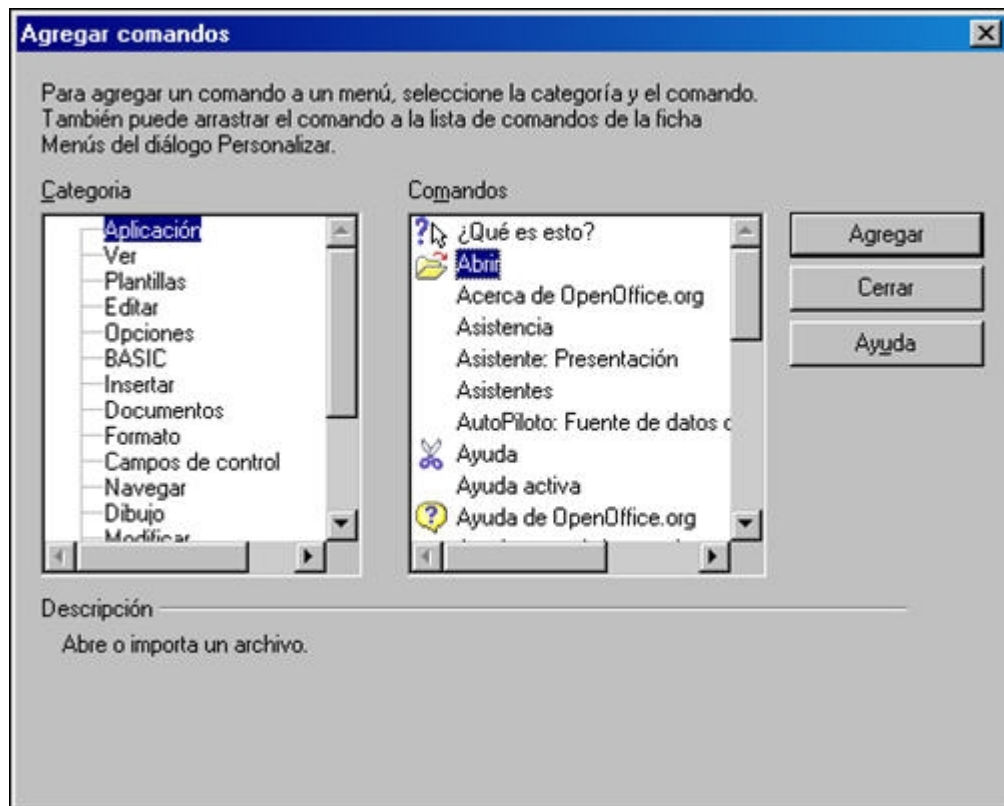 Agregar comandos
Para agregar un comando a un menú, seleccione la categoría y el comando.
También puede arrastrar el comando a la lista de comandos de la ficha
Menús del diálogo Personalizar.
Categoria
Aplicación
Ver
Plantillas
Editar
Opciones
BASIC
Insertar
Documentos
Formato
Campos de control
Navegar
Dibujo
Modificar
Comandos
¿Qué es esto?
Abrir
Acerca de OpenOffice.org
Asistencia
Asistente: Presentación
Asistentes
AutoPiloto: Fuente de datos
Ayuda
Ayuda activa
Ayuda de OpenOffice.org
Agregar
Cerrar
Ayuda
Descripción
Abre o importa un archivo.